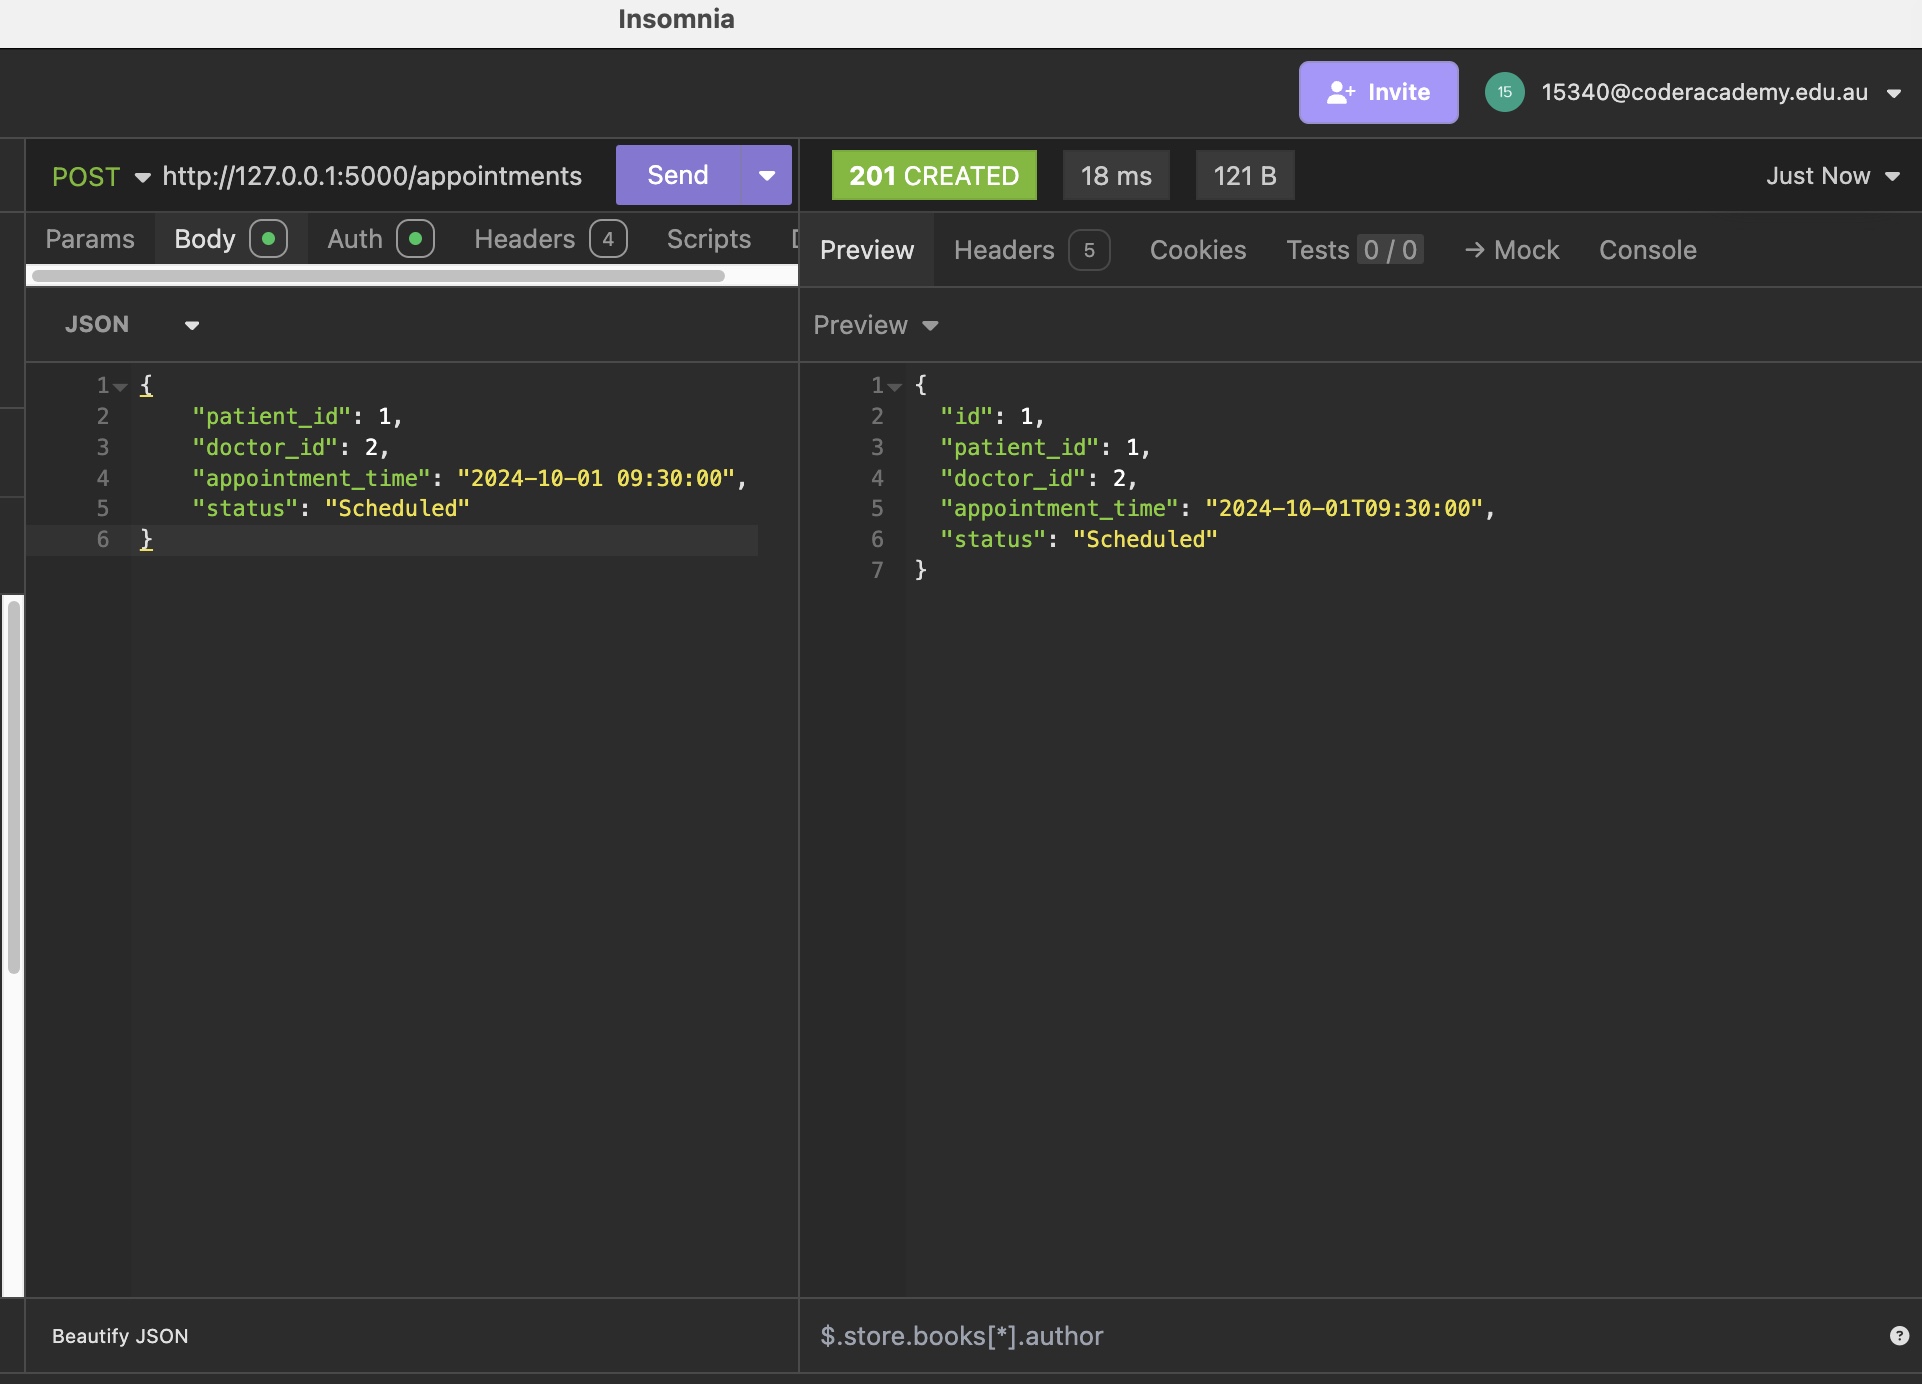 Insomnia
Invite
15 15340@coderacademy.edu.au
POST http://127.0.0.1:5000/appointments Send
201 CREATED 18 ms 121 B Just Now
Params Body Auth Headers 4 Scripts
Preview Headers 5 Cookies Tests 0 / 0 → Mock Console
JSON
Preview
1 {
2 "patient_id": 1,
3 "doctor_id": 2,
4 "appointment_time": "2024-10-01 09:30:00",
5 "status": "Scheduled"
6 }
1 {
2 "id": 1,
3 "patient_id": 1,
4 "doctor_id": 2,
5 "appointment_time": "2024-10-01T09:30:00",
6 "status": "Scheduled"
7 }
Beautify JSON
$.store.books[*].author
?